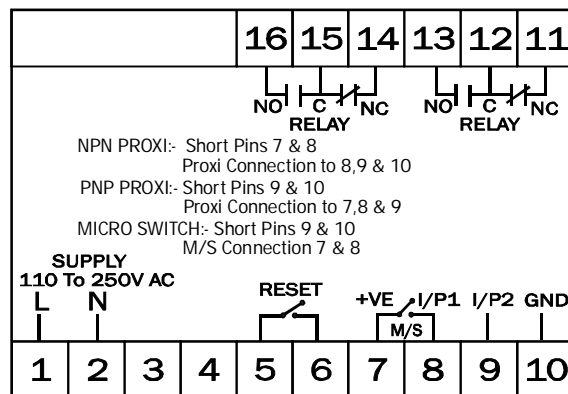 16 15 14 13 12 11
NO C NC NO C NC
RELAY RELAY
NPN PROXI:- Short Pins 7 & 8
Proxi Connection to 8,9 & 10
PNP PROXI:- Short Pins 9 & 10
Proxi Connection to 7,8 & 9
MICRO SWITCH:- Short Pins 9 & 10
M/S Connection 7 & 8
SUPPLY
110 To 250V AC
L N
RESET
+VE I/P1 I/P2 GND
M/S
1 2 3 4 5 6 7 8 9 10